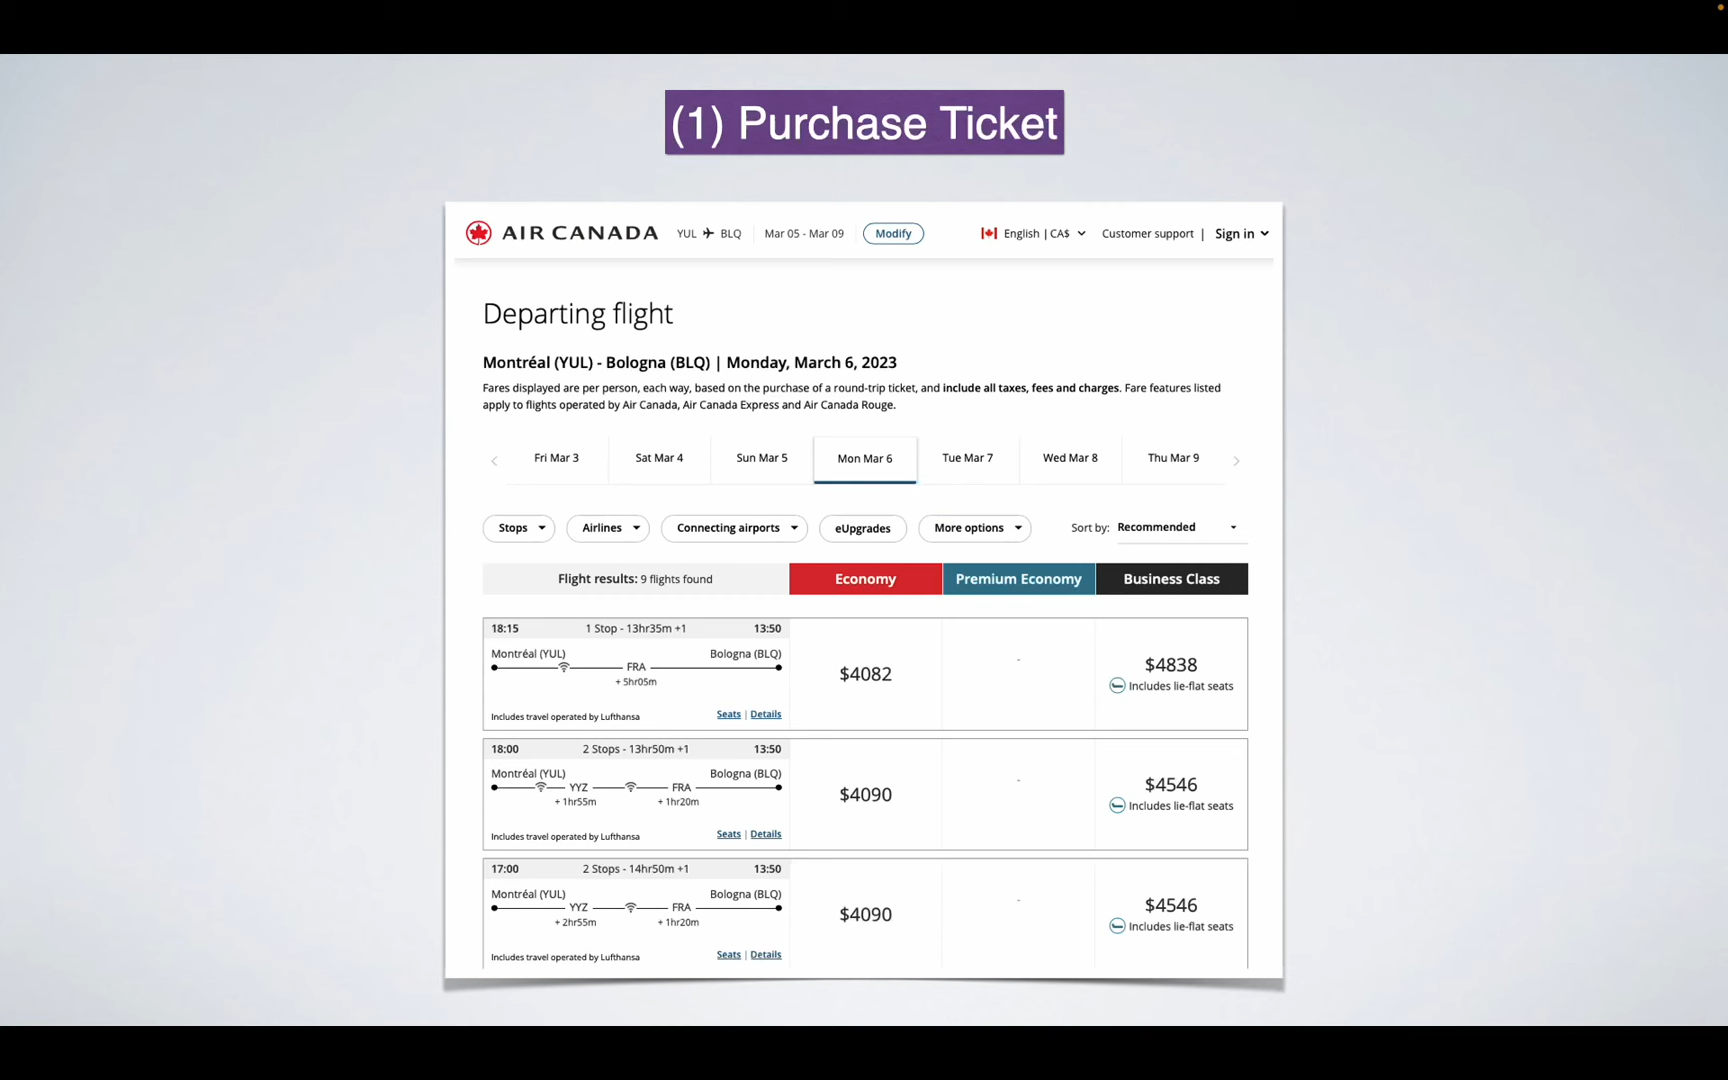 (1) Purchase Ticket
AIR CANADA YUL BLQ Mar 05 - Mar 09 Modify English | CA$ Customer support | Sign in
Departing flight
Montréal (YUL) - Bologna (BLQ) | Monday, March 6, 2023
Fares displayed are per person, each way, based on the purchase of a round-trip ticket, and include all taxes, fees and charges. Fare features listed
apply to flights operated by Air Canada, Air Canada Express and Air Canada Rouge.
Fri Mar 3 Sat Mar 4 Sun Mar 5 Mon Mar 6 Tue Mar 7 Wed Mar 8 Thu Mar 9
Stops Airlines Connecting airports eUpgrades More options Sort by: Recommended
Flight results: 9 flights found Economy Premium Economy Business Class
18:15 1 Stop - 13hr35m +1 13:50
Montréal (YUL) Bologna (BLQ)
FRA
+ 5hr05m
Includes travel operated by Lufthansa Seats | Details
$4082 - $4838
Includes lie-flat seats
18:00 2 Stops - 13hr50m +1 13:50
Montréal (YUL) Bologna (BLQ)
YYZ FRA
+ 1hr55m + 1hr20m
Includes travel operated by Lufthansa Seats | Details
$4090 - $4546
Includes lie-flat seats
17:00 2 Stops - 14hr50m +1 13:50
Montréal (YUL) Bologna (BLQ)
YYZ FRA
+ 2hr55m + 1hr20m
Includes travel operated by Lufthansa Seats | Details
$4090 - $4546
Includes lie-flat seats